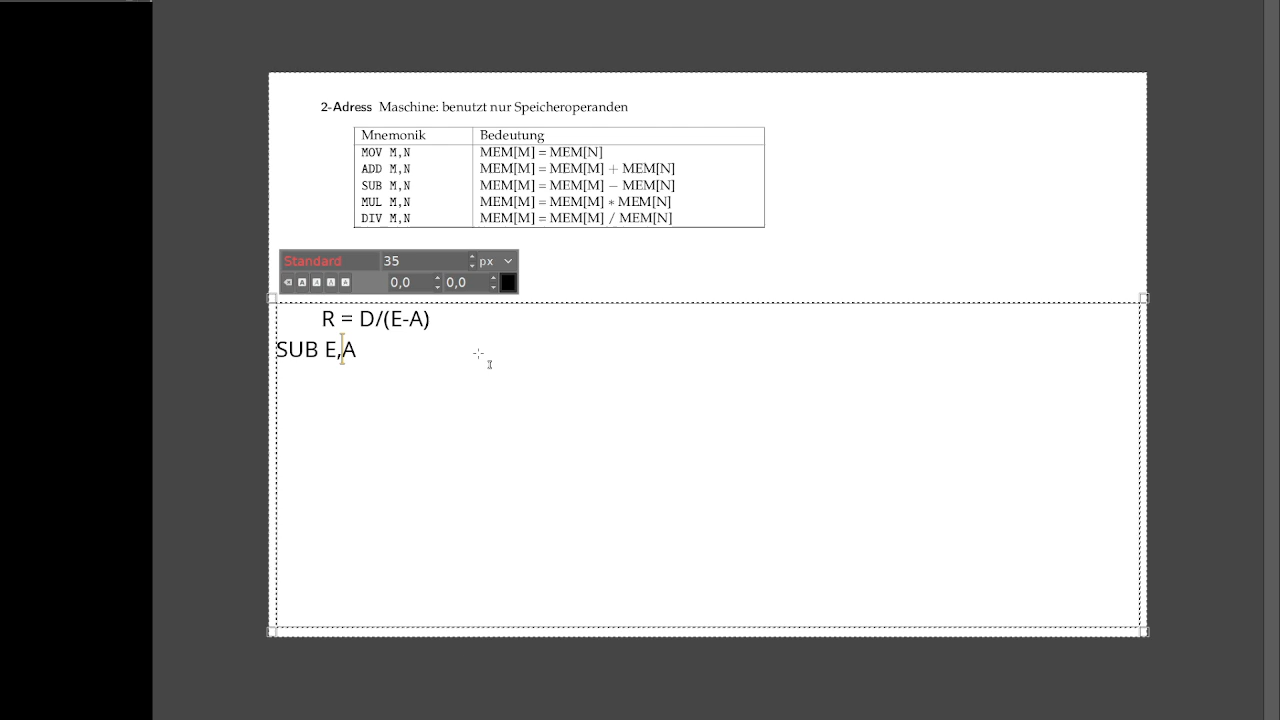 2-Adress Maschine: benutzt nur Speicheroperanden
Mnemonik Bedeutung
MOV M,N MEM[M] = MEM[N]
ADD M,N MEM[M] = MEM[M] + MEM[N]
SUB M,N MEM[M] = MEM[M] − MEM[N]
MUL M,N MEM[M] = MEM[M] * MEM[N]
DIV M,N MEM[M] = MEM[M] / MEM[N]
Standard 35 px
0,0 0,0
R = D/(E-A)
SUB E,A